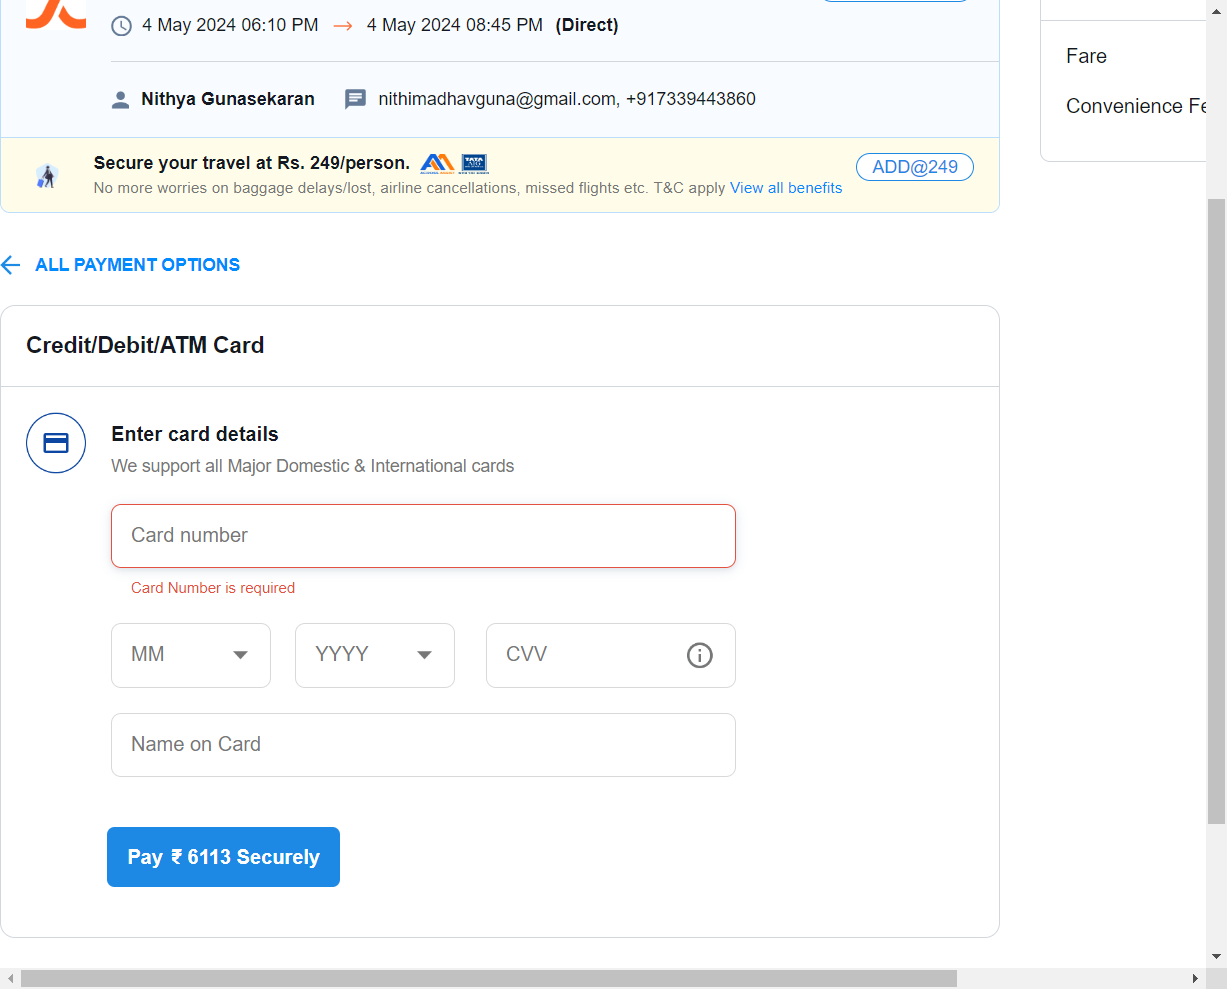 4 May 2024 06:10 PM → 4 May 2024 08:45 PM (Direct)
Nithya Gunasekaran nithimadhavguna@gmail.com, +917339443860
Secure your travel at Rs. 249/person. TATA AIG
No more worries on baggage delays/lost, airline cancellations, missed flights etc. T&C apply View all benefits
ADD@249
Fare
Convenience Fe
ALL PAYMENT OPTIONS
Credit/Debit/ATM Card
Enter card details
We support all Major Domestic & International cards
Card number
Card Number is required
MM YYYY CVV
Name on Card
Pay ₹ 6113 Securely